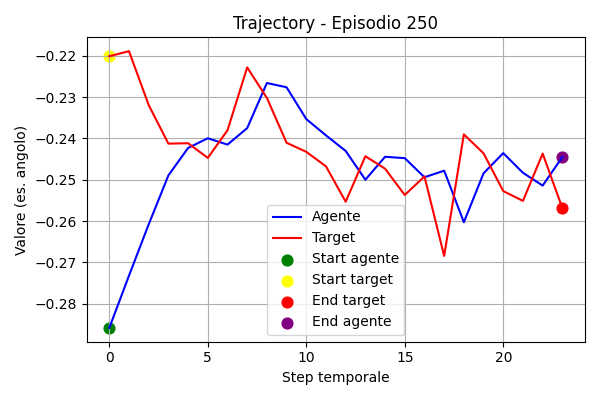 Trajectory - Episodio 250
Valore (es. angolo)
−0.22
−0.23
−0.24
−0.25
−0.26
−0.27
−0.28
Agente
Target
Start agente
Start target
End target
End agente
0
5
10
15
20
Step temporale